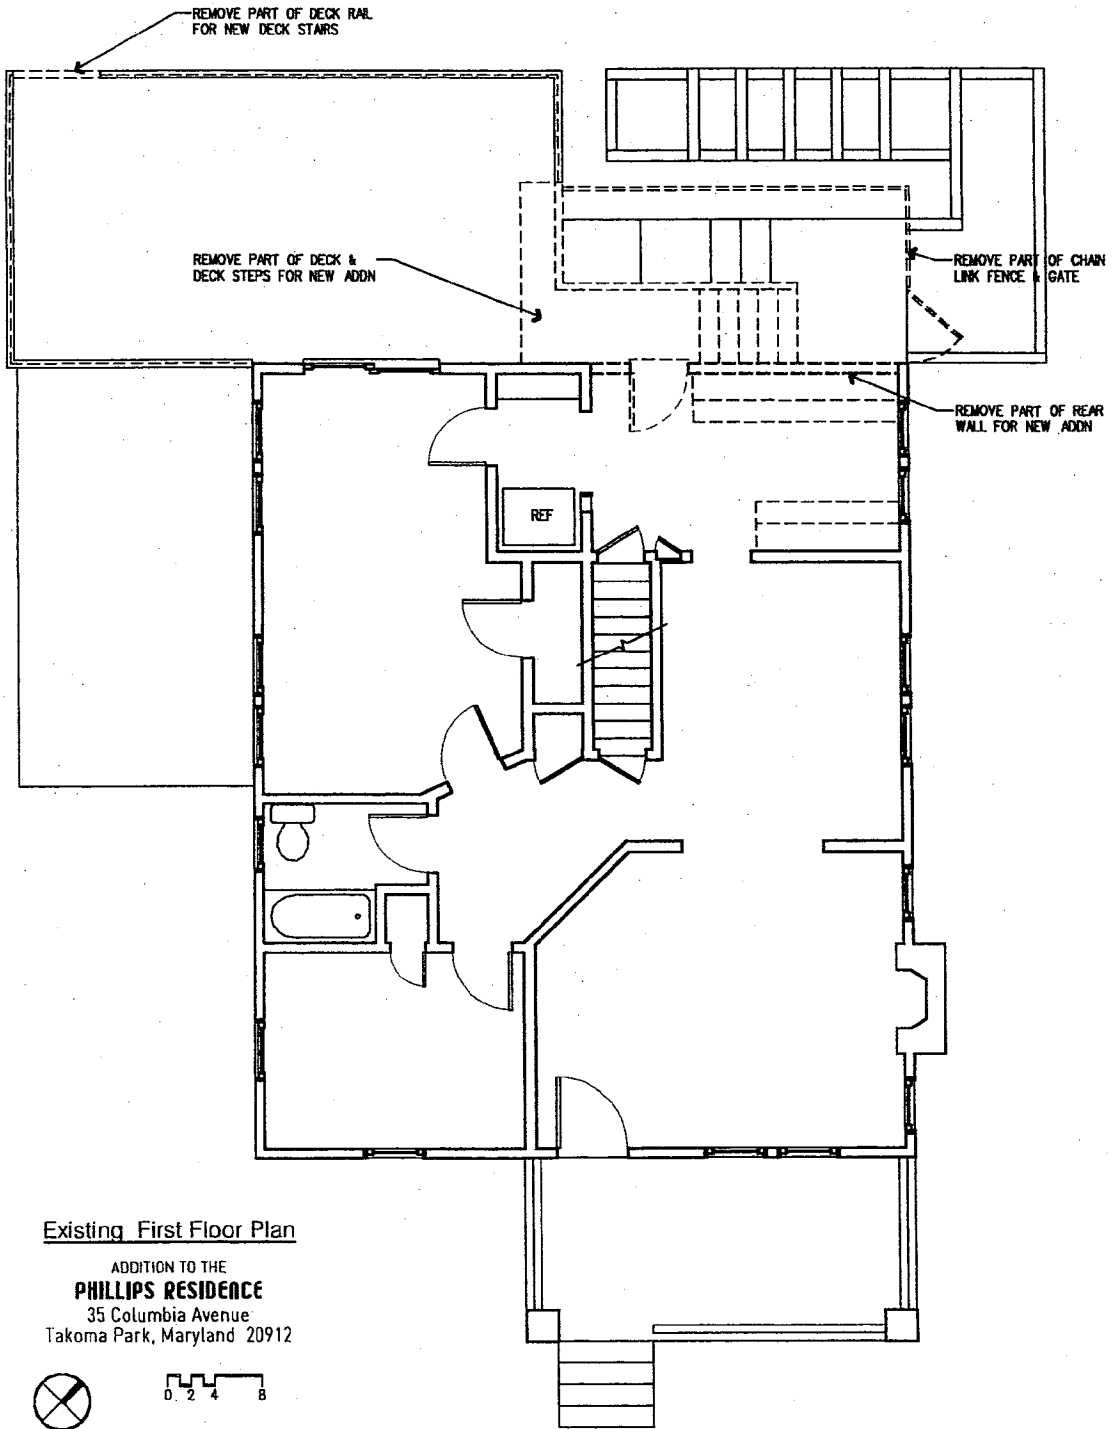 REMOVE PART OF DECK RAIL
FOR NEW DECK STAIRS
REMOVE PART OF DECK &
DECK STEPS FOR NEW ADDN
REMOVE PART OF CHAIN
LINK FENCE & GATE
REMOVE PART OF REAR
WALL FOR NEW ADDN
REF
Existing First Floor Plan
ADDITION TO THE
PHILLIPS RESIDENCE
35 Columbia Avenue
Takoma Park, Maryland 20912
0 2 4 8